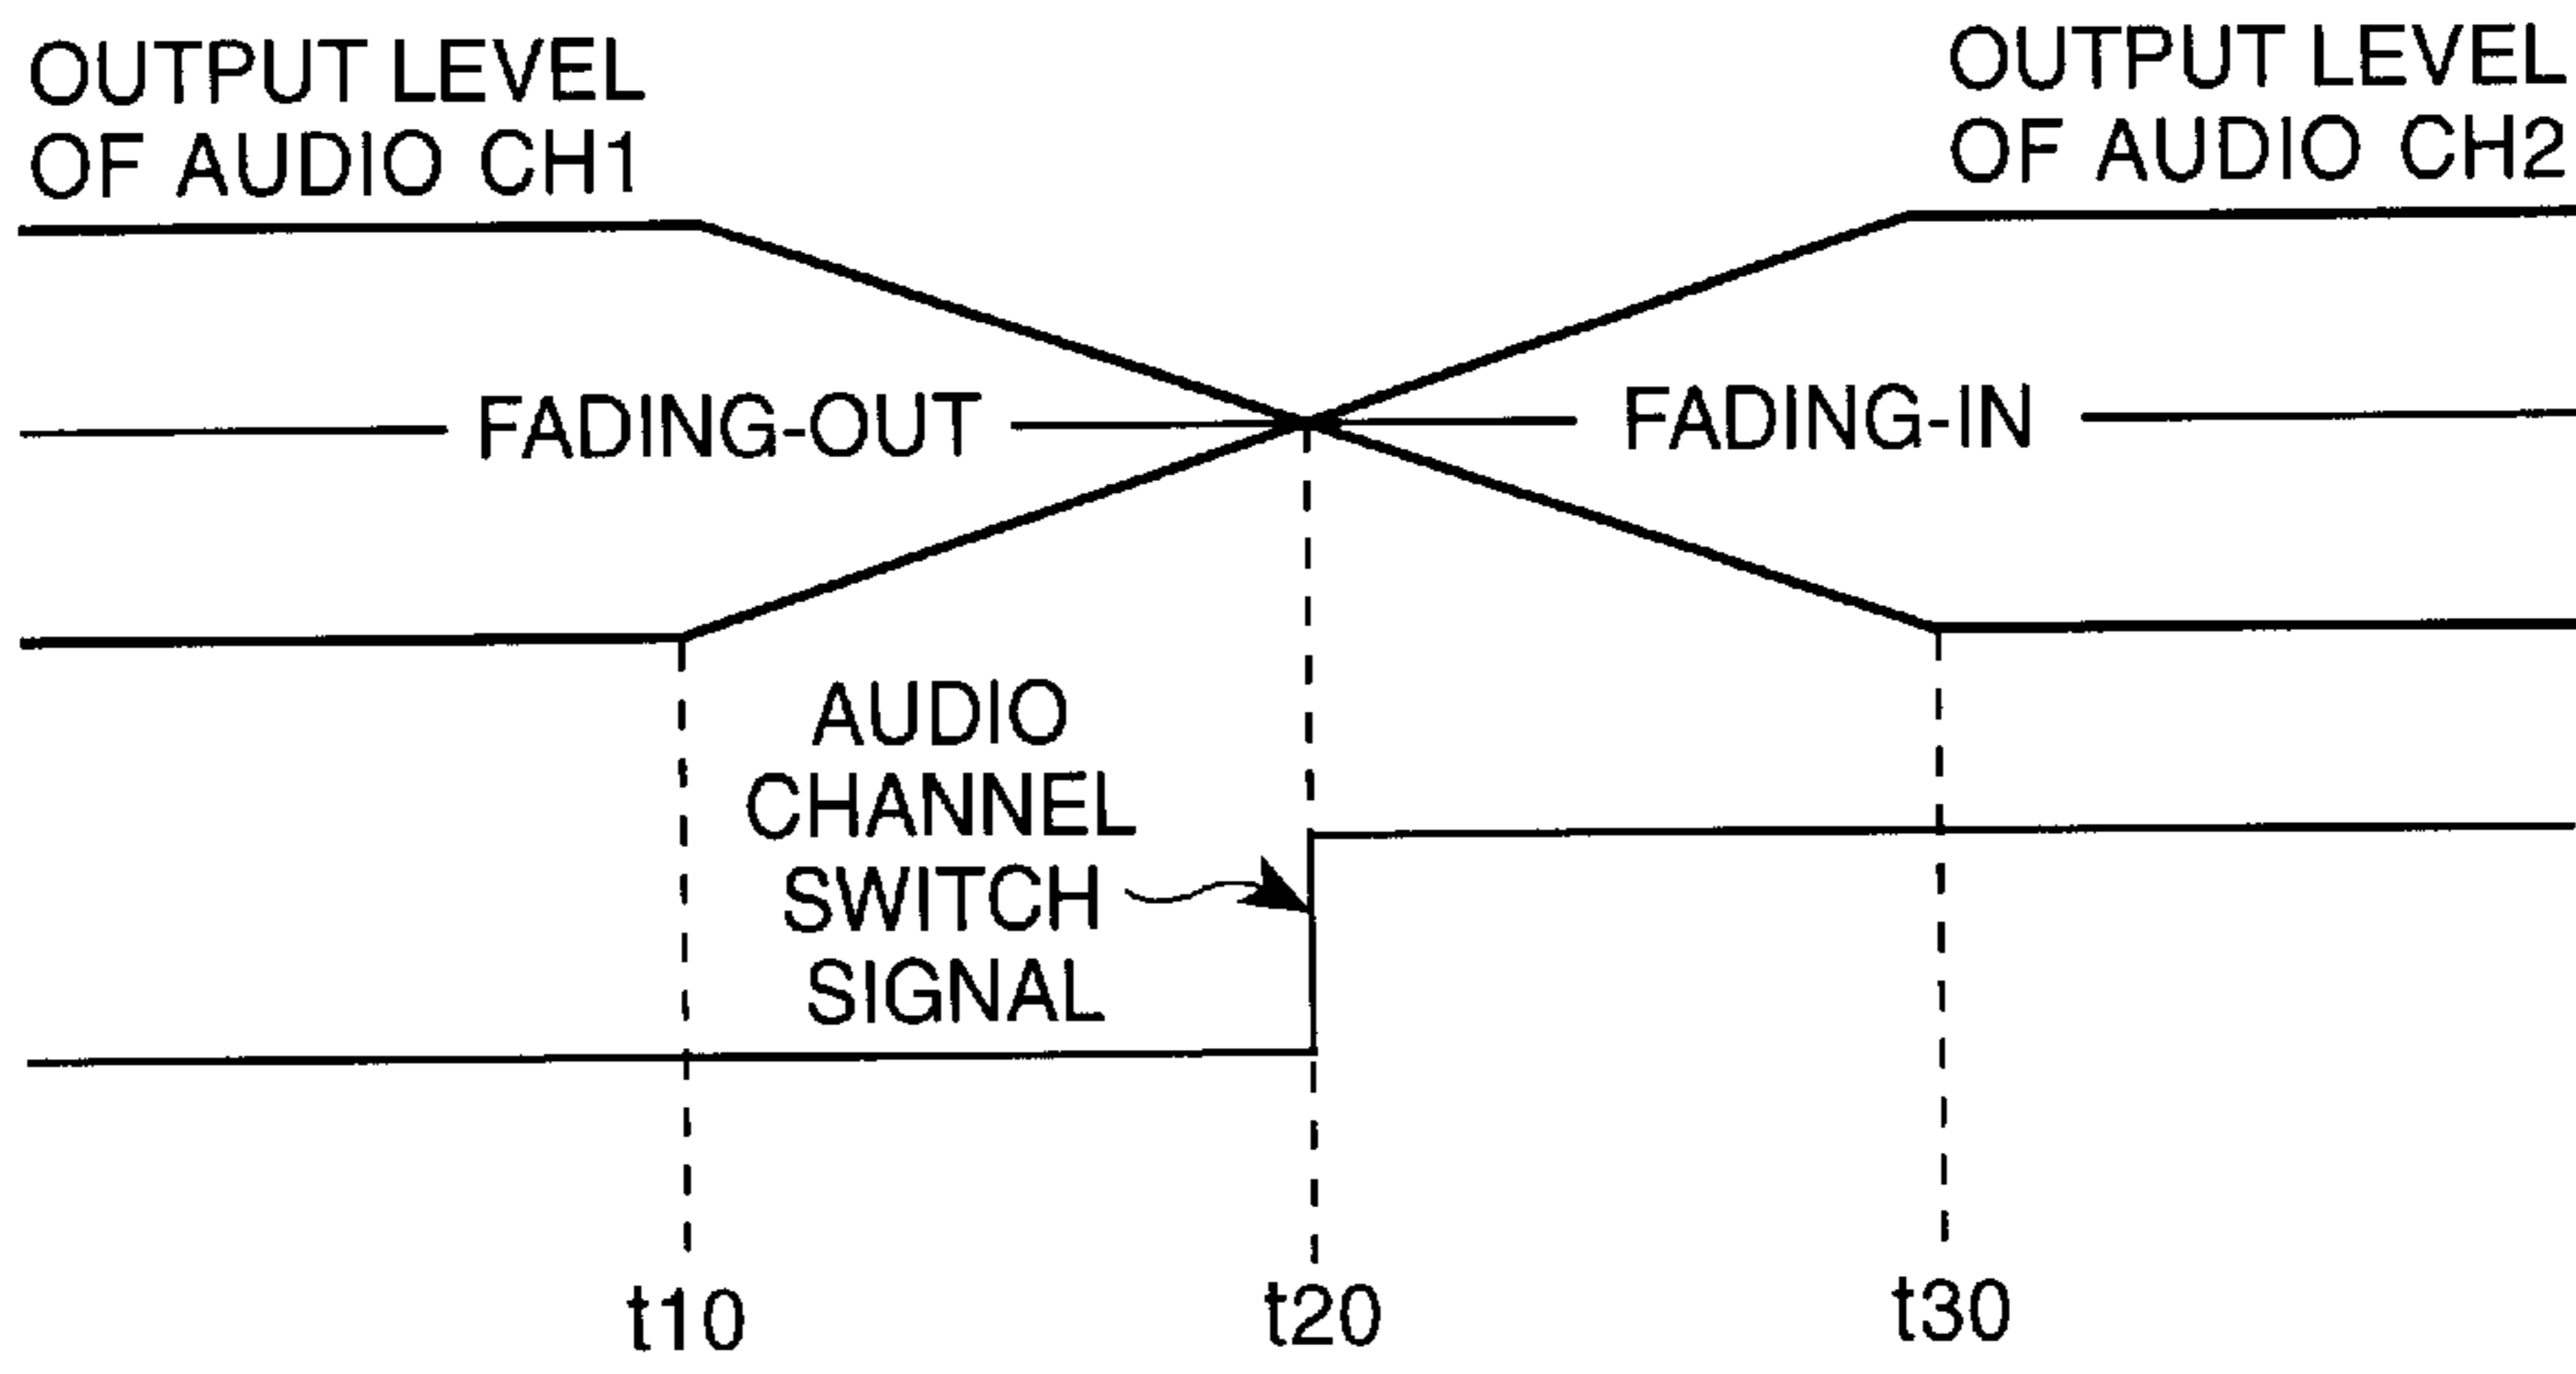 OUTPUT LEVEL
OF AUDIO CH1
OUTPUT LEVEL
OF AUDIO CH2
FADING-OUT
FADING-IN
AUDIO
CHANNEL
SWITCH
SIGNAL
t10
t20
t30